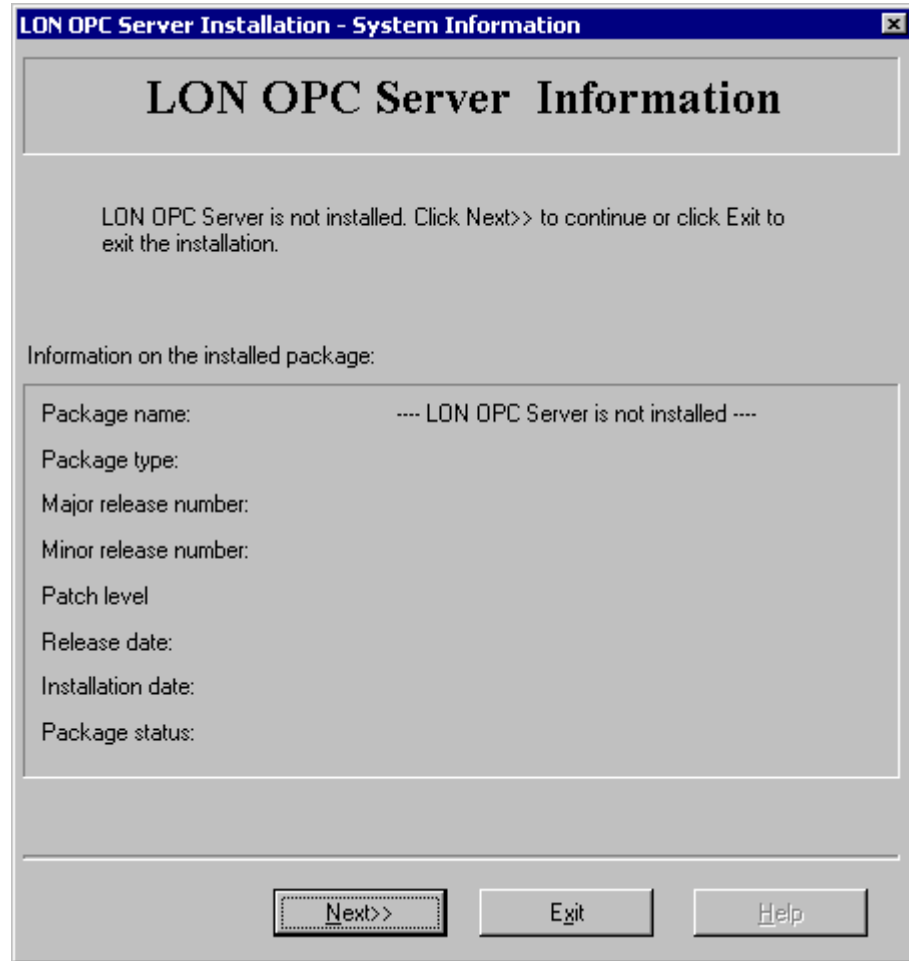 LON OPC Server Installation - System Information
LON OPC Server Information
LON OPC Server is not installed. Click Next>> to continue or click Exit to
exit the installation.
Information on the installed package:
Package name: ---- LON OPC Server is not installed ----
Package type:
Major release number:
Minor release number:
Patch level
Release date:
Installation date:
Package status:
Next>> Exit Help